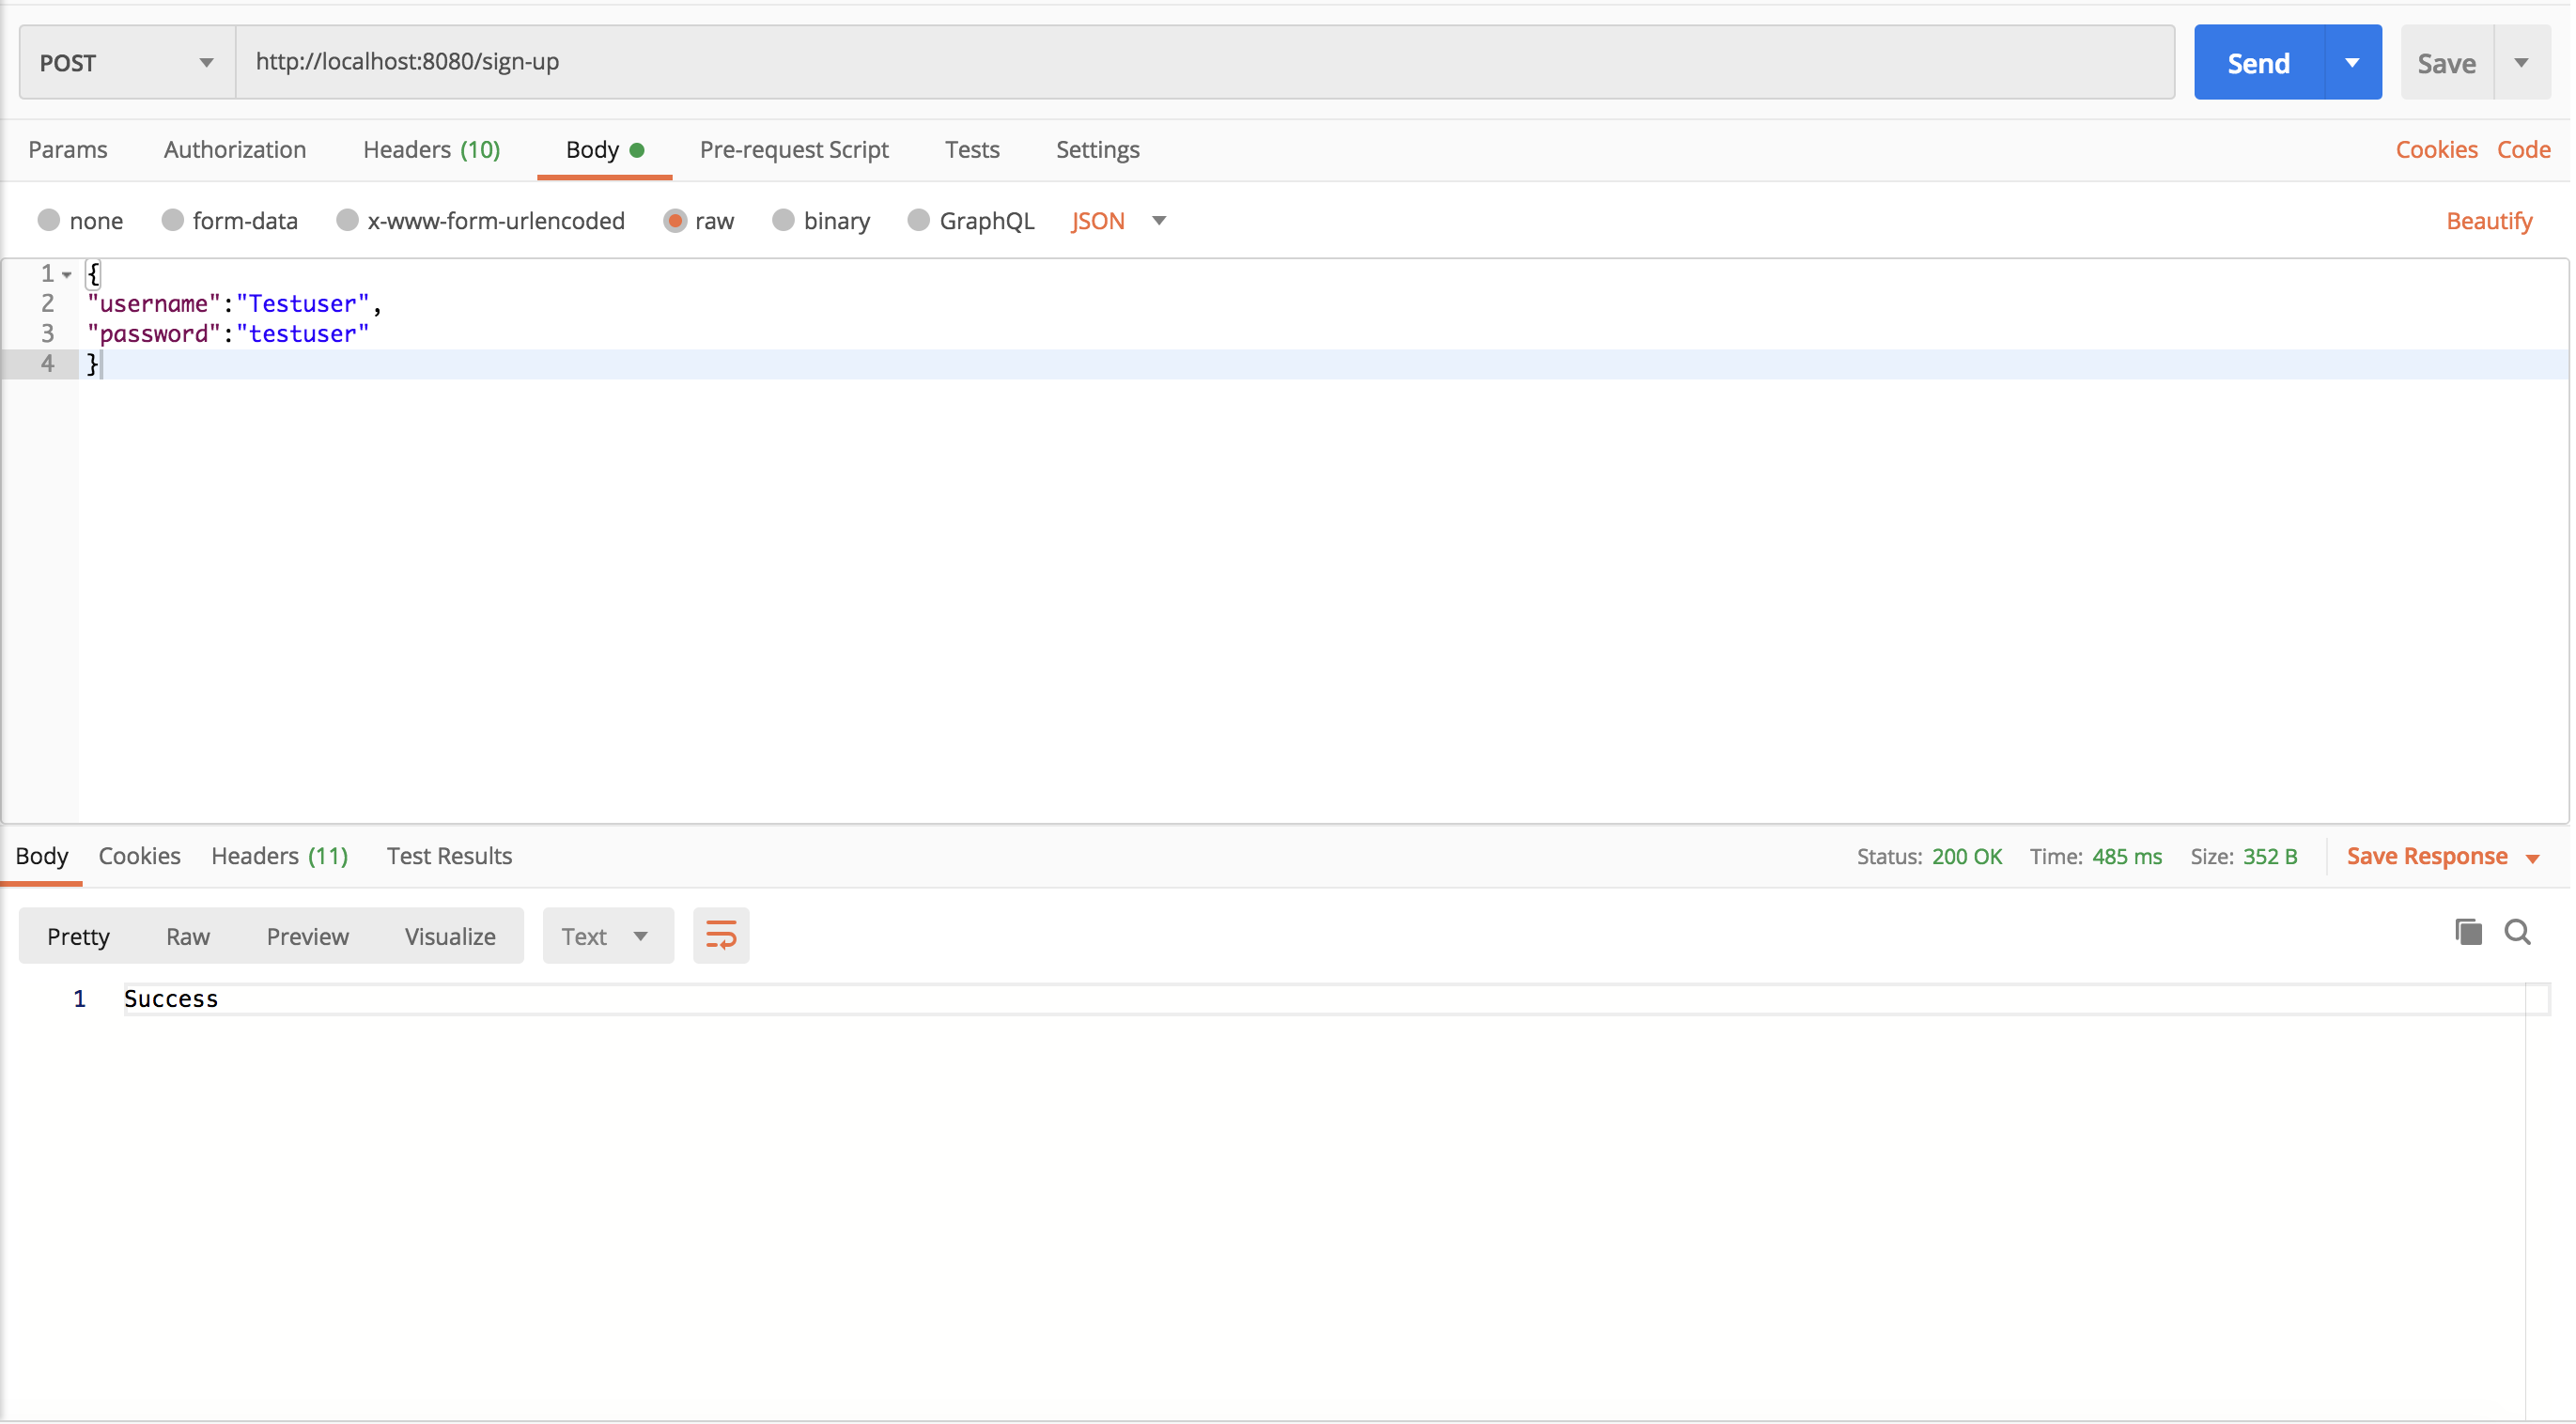 POST http://localhost:8080/sign-up Send Save
Params Authorization Headers (10) Body Pre-request Script Tests Settings Cookies Code
none form-data x-www-form-urlencoded raw binary GraphQL JSON Beautify
1 {
2 "username":"Testuser",
3 "password":"testuser"
4 }
Body Cookies Headers (11) Test Results Status: 200 OK Time: 485 ms Size: 352 B Save Response
Pretty Raw Preview Visualize Text
1 Success